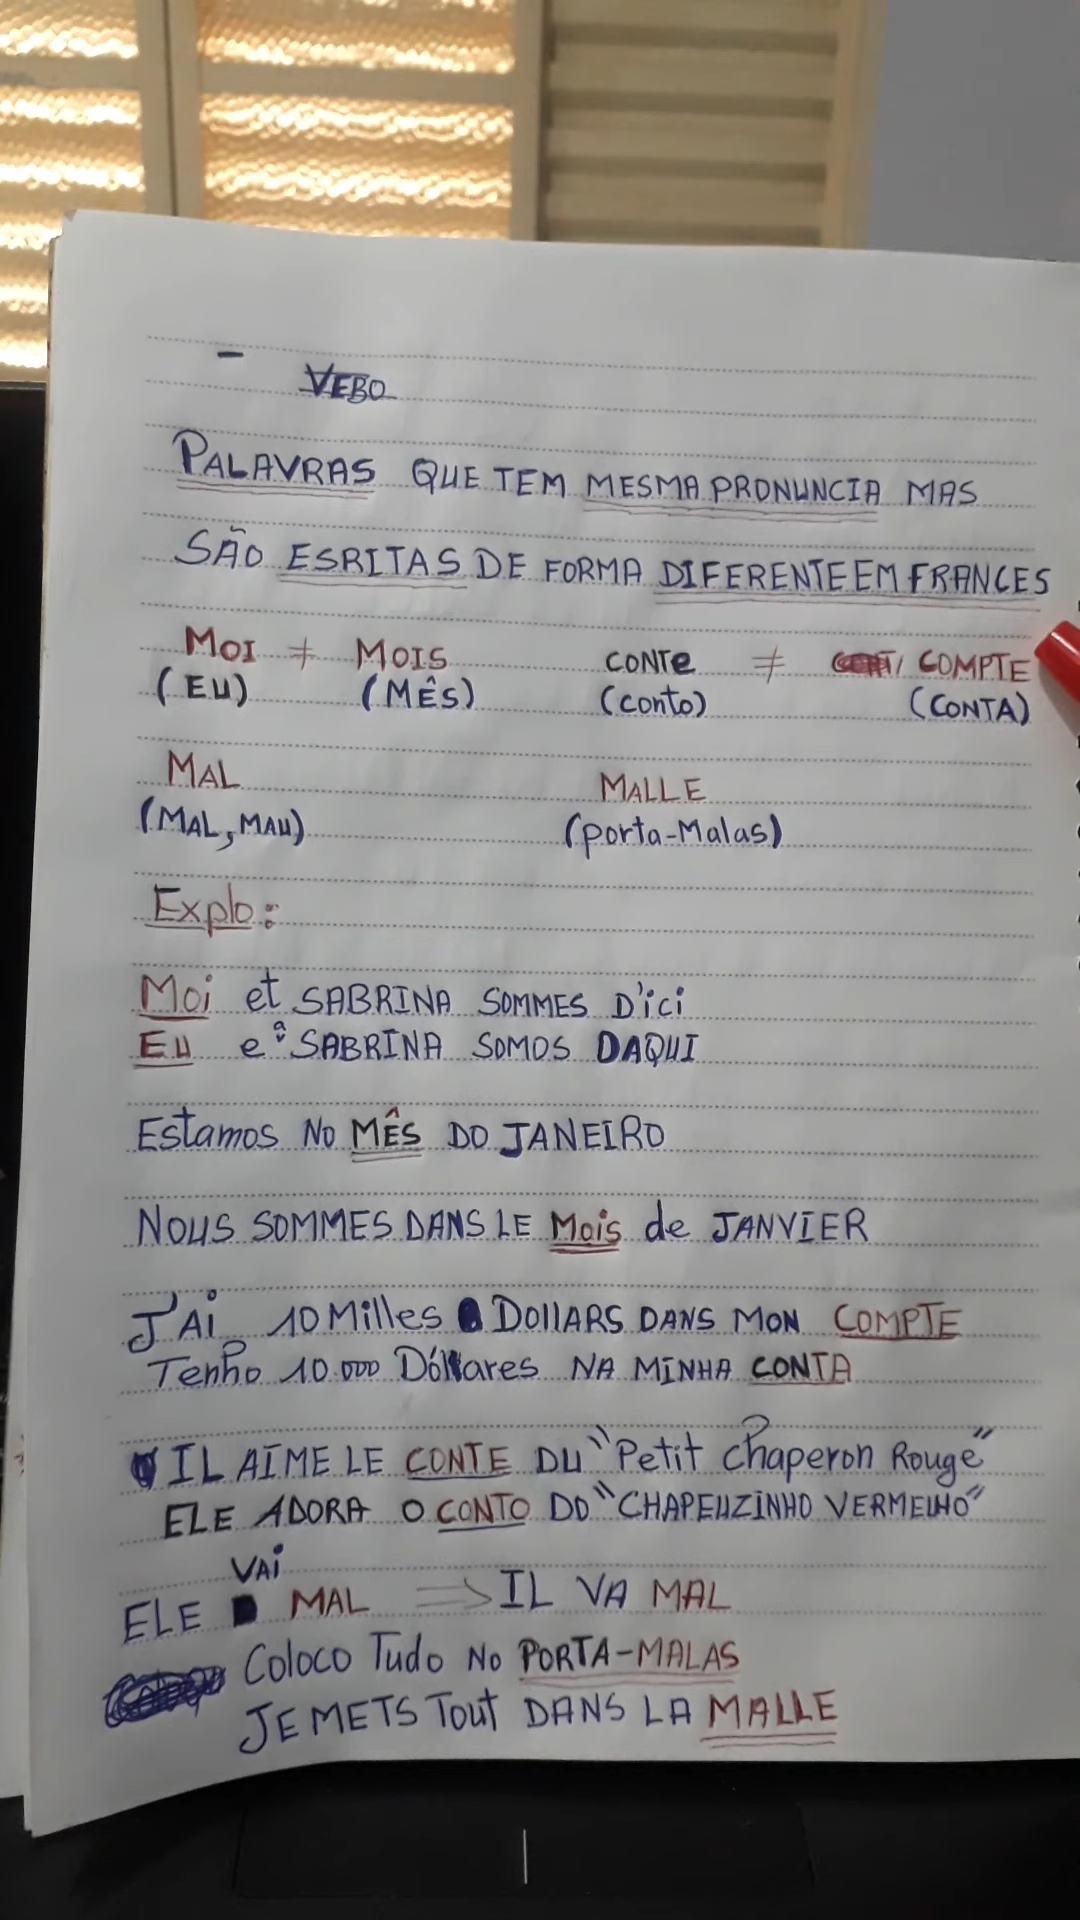 VEBO
PALAVRAS QUE TEM MESMA PRONUNCIA MAS
SÃO ESRITAS DE FORMA DIFERENTE EM FRANCES
MOI ≠ MOIS CONTe ≠ COMPTE
(EU) (MÊS) (conto) (CONTA)
MAL MALLE
(MAL, MAU) (porta-Malas)
Explo:
Moi et SABRINA SOMMES D'ici
EU e a SABRINA SOMOS DAQUI
Estamos NO MÊS DO JANEIRO
NOUS SOMMES DANS LE Mois de JANVIER
J'Ai 10 Milles DOllARS DANS MON COMPTE
Tenho 10.000 Dóllares NA MINHA CONTA
IL AIME LE CONTE DU "Petit Chaperon Rouge"
ELE ADORA O CONTO DO "CHAPEUZINHO VERMELHO"
VAi
ELE MAL => IL VA MAL
Coloco Tudo No PORTA-MALAS
JE METS Tout DANS LA MALLE